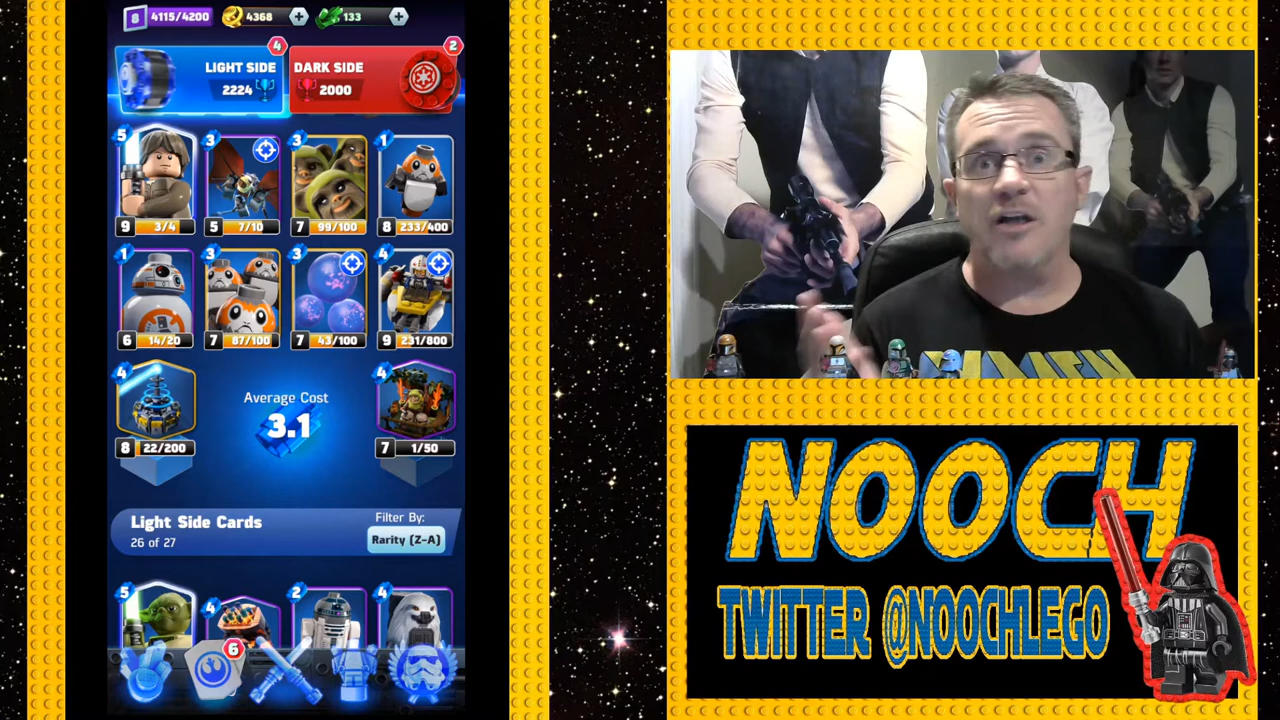 8 4115/4200 4368 133
4 2
LIGHT SIDE DARK SIDE
2224 2000
5 3 3 1
9 3/4 5 7/10 7 99/100 8 233/400
1 3 3 4
6 14/20 7 87/100 7 43/100 9 231/800
4 4
Average Cost
3.1
8 22/200 7 1/50
Light Side Cards Filter By:
26 of 27 Rarity (Z-A)
5 4 2 4
6
NOOCH
TWITTER @NOOCHLEGO